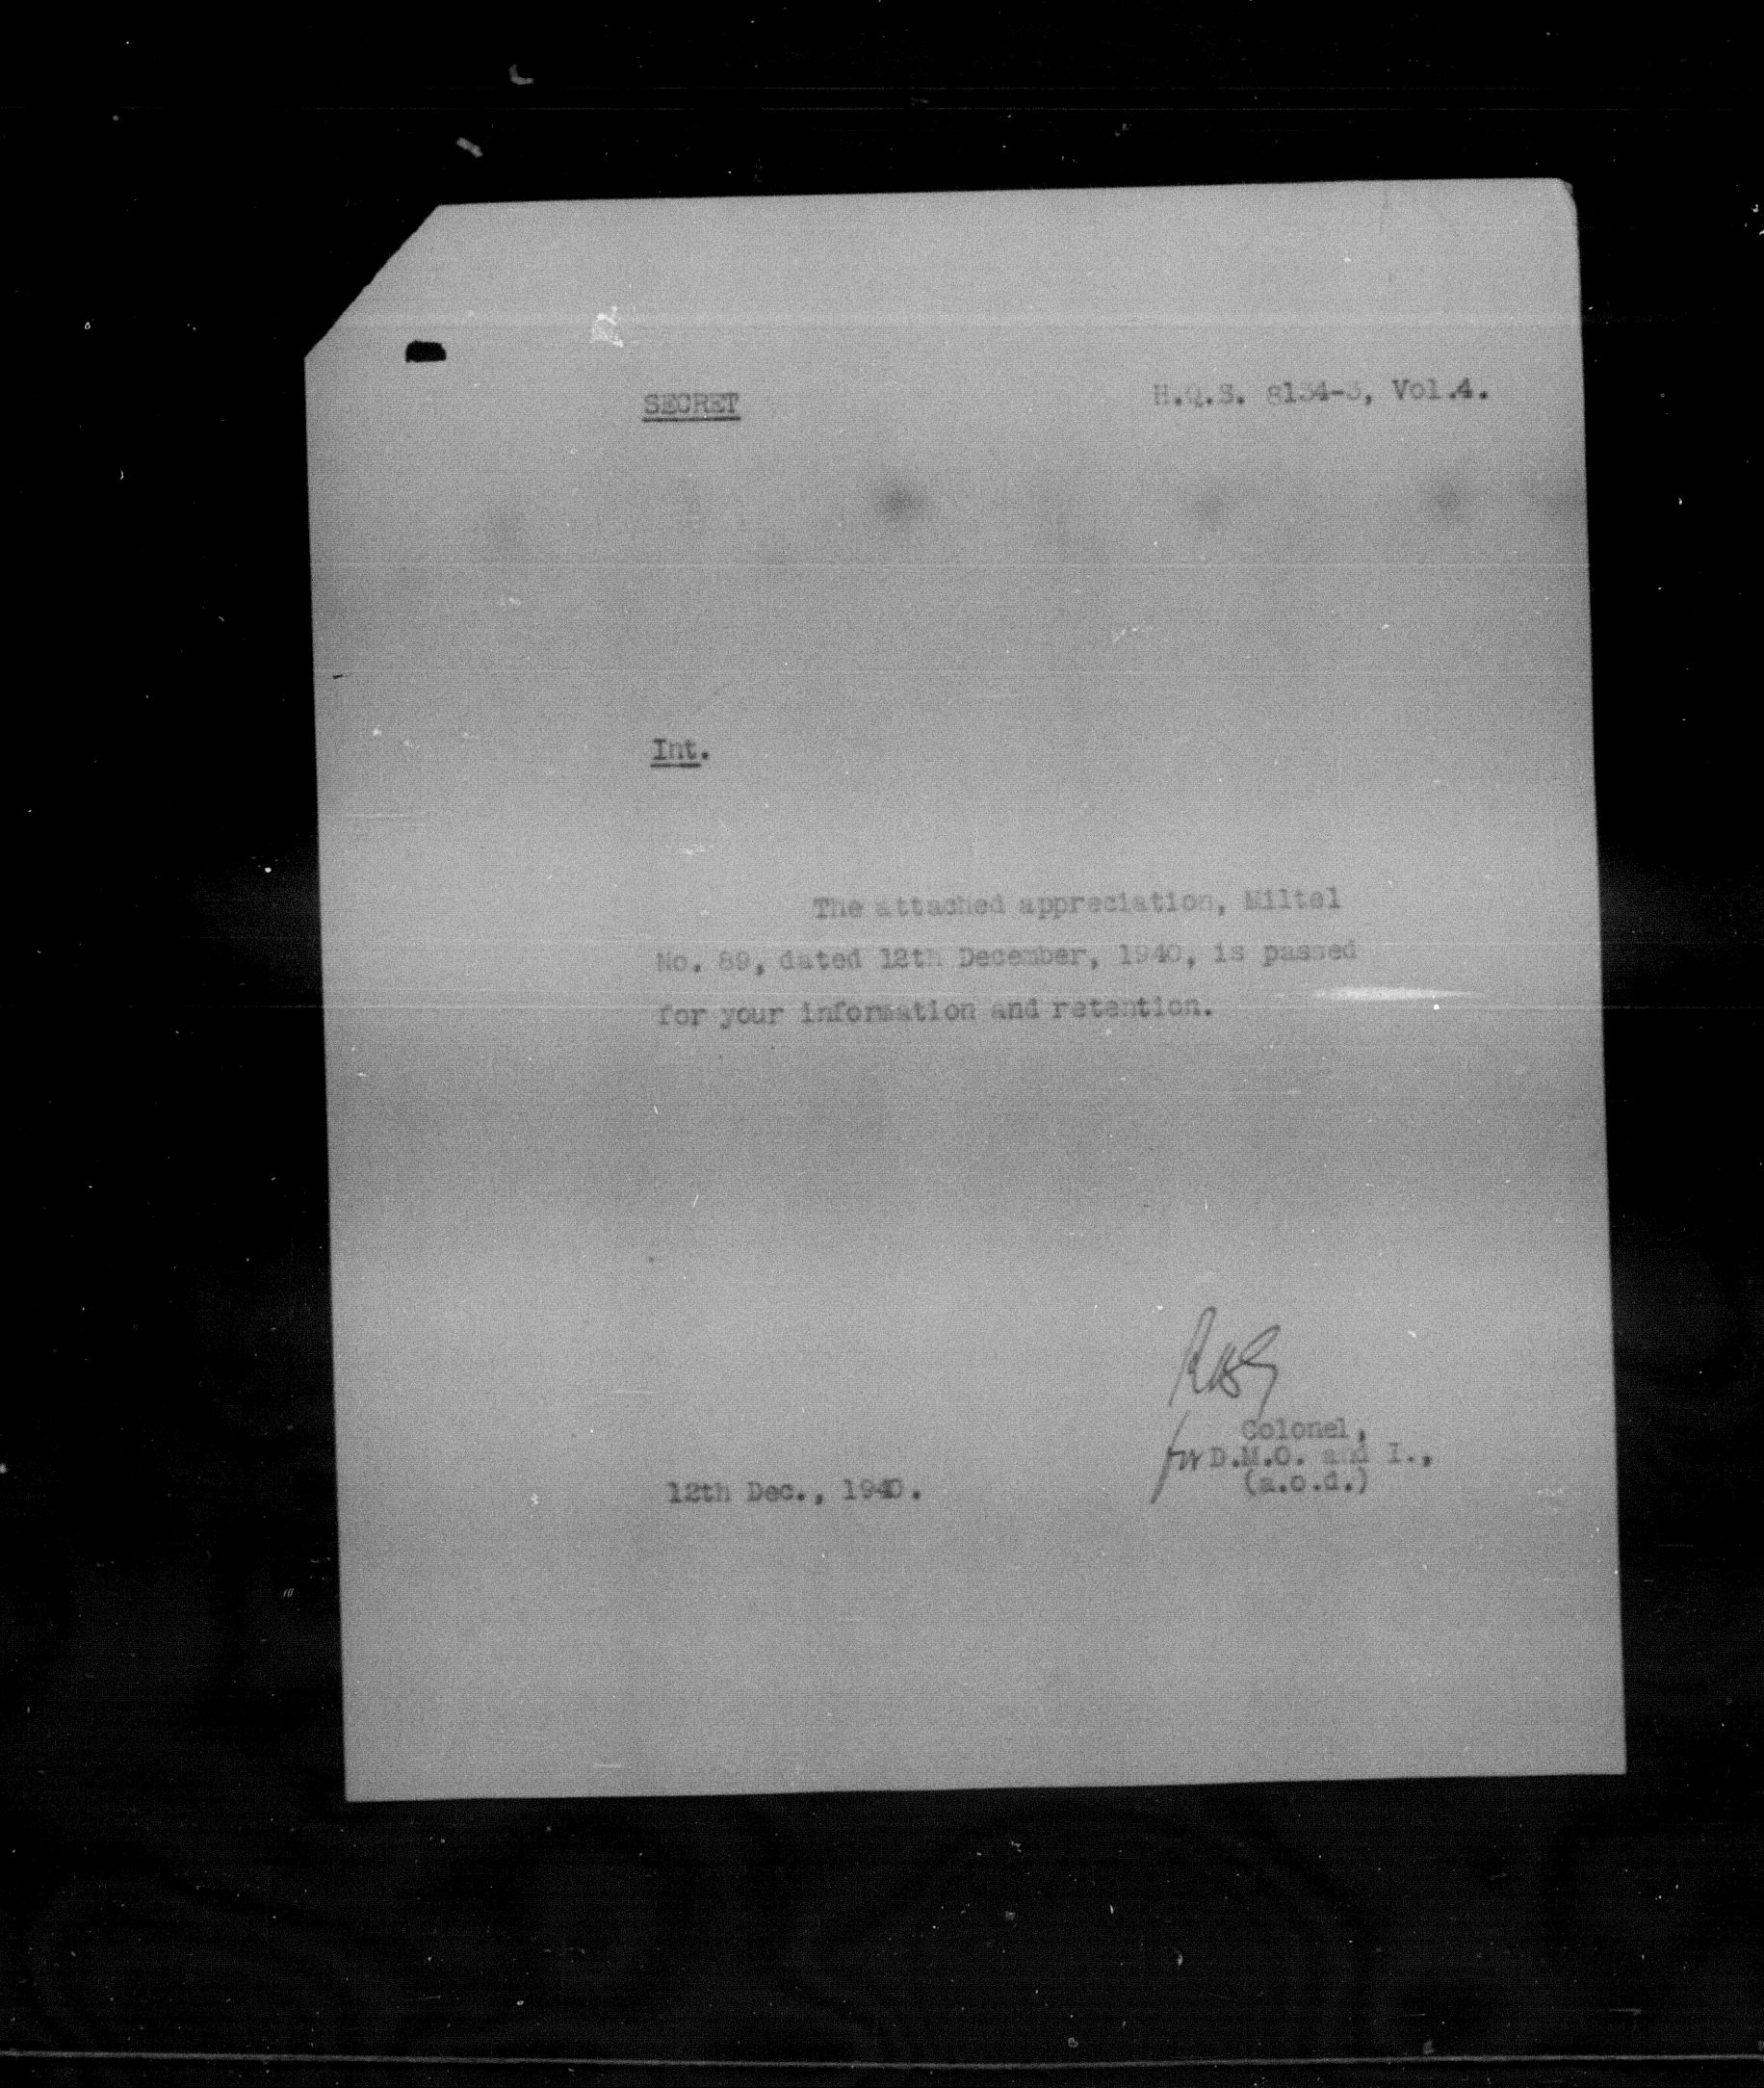 SECRET
H.Q.S. 8134-3, Vol.4.
Int.
The attached appreciation, Miltel
No. 89, dated 12th December, 1940, is passed
for your information and retention.
Colonel,
for D.M.O. and I.,
(a.o.d.)
12th Dec., 1940.